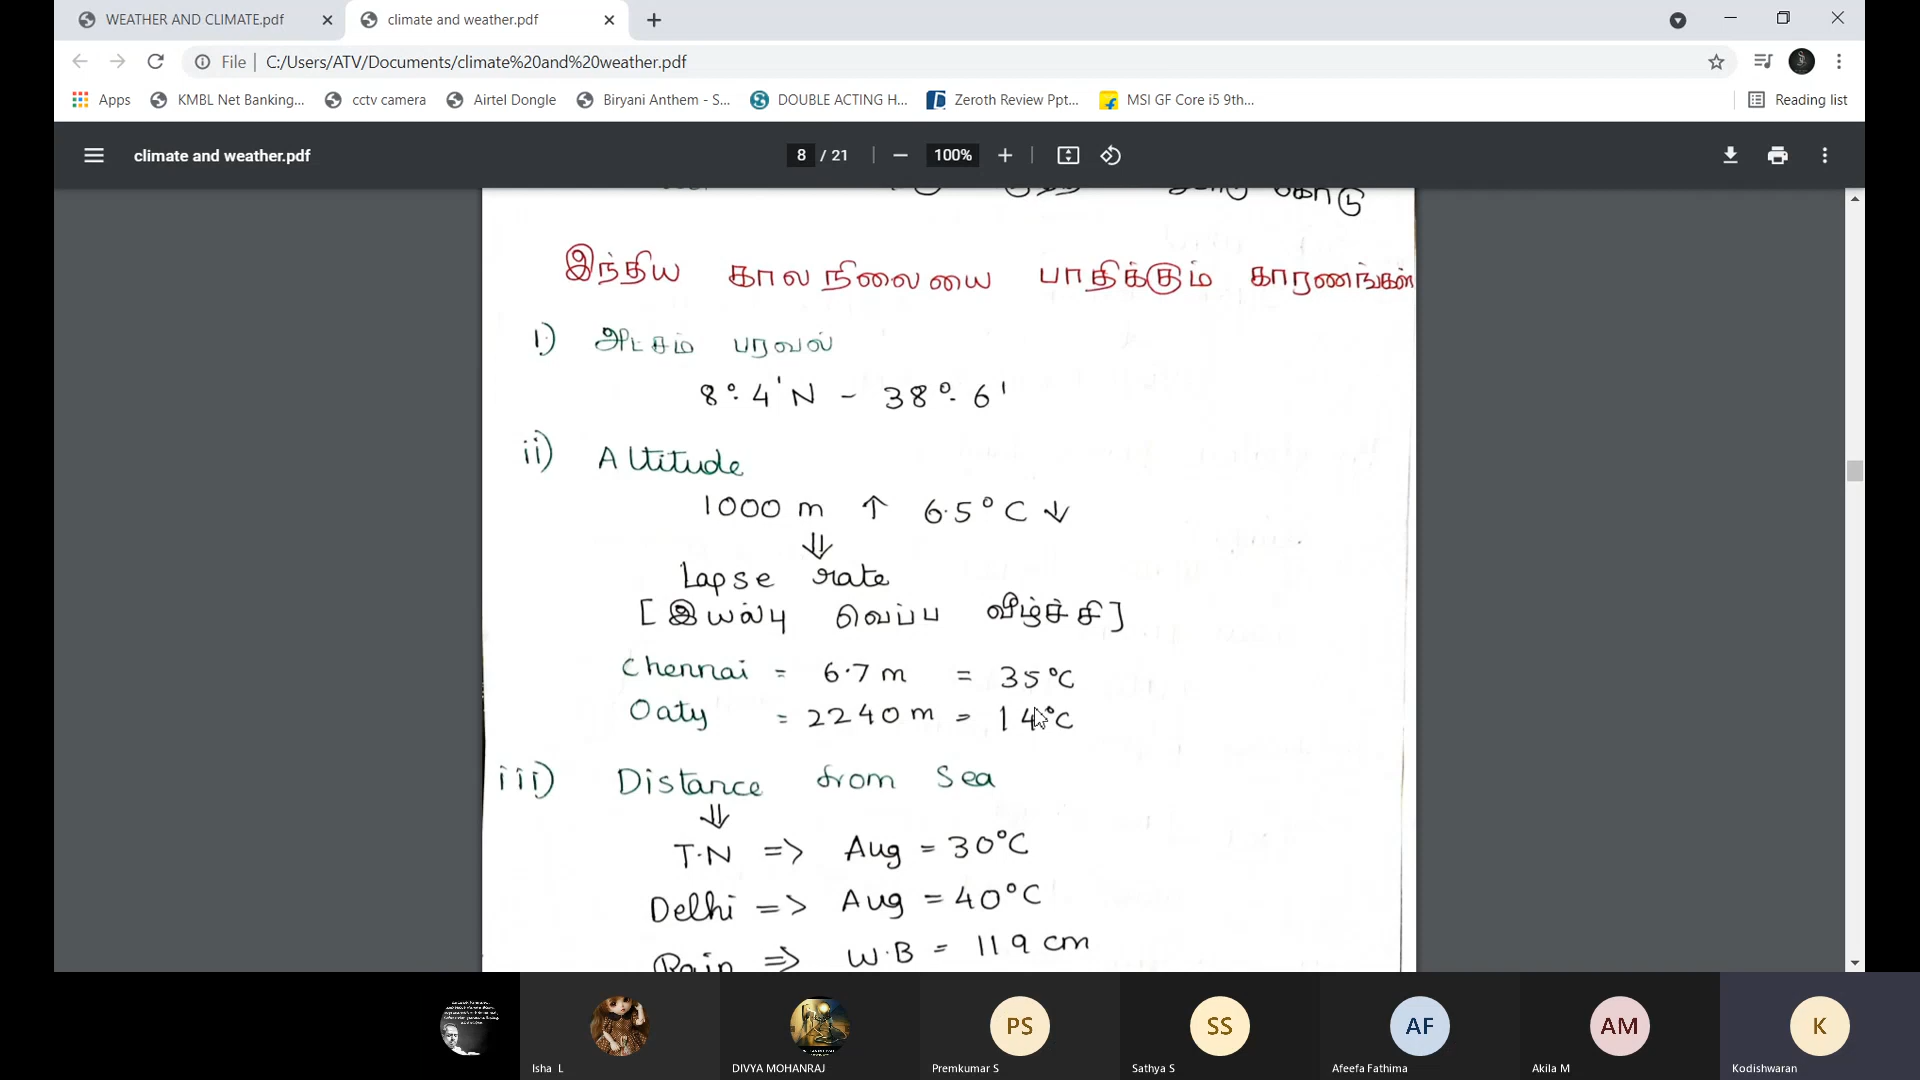 WEATHER AND CLIMATE.pdf
climate and weather.pdf
File | C:/Users/ATV/Documents/climate%20and%20weather.pdf
Apps KMBL Net Banking... cctv camera Airtel Dongle Biryani Anthem - S... DOUBLE ACTING H... Zeroth Review Ppt... MSI GF Core i5 9th... Reading list
climate and weather.pdf 8 / 21 100%
இந்திய காலநிலையை பாதிக்கும் காரணங்கள்
i) அட்சப் பரவல்
8°.4'N - 38°.6'
ii) Altitude
1000 m ↑ 6.5°C ↓
⇓
Lapse rate
[இயல்பு வெப்ப வீழ்ச்சி]
Chennai = 6.7 m = 35°C
Oaty = 2240 m = 14°C
iii) Distance from Sea
⇓
T.N => Aug = 30°C
Delhi => Aug = 40°C
Rain => W.B = 119 cm
Isha L
DIVYA MOHANRAJ
PS
Premkumar S
SS
Sathya S
AF
Afeefa Fathima
AM
Akila M
K
Kodishwaran